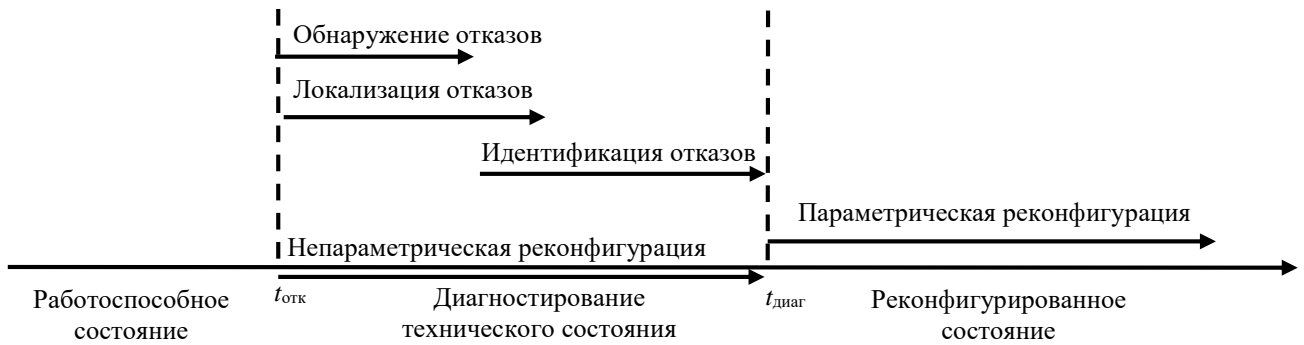 Обнаружение отказов
Локализация отказов
Идентификация отказов
Параметрическая реконфигурация
Непараметрическая реконфигурация
Работоспособное
состояние
tотк
Диагностирование
технического состояния
tдиаг
Реконфигурированное
состояние